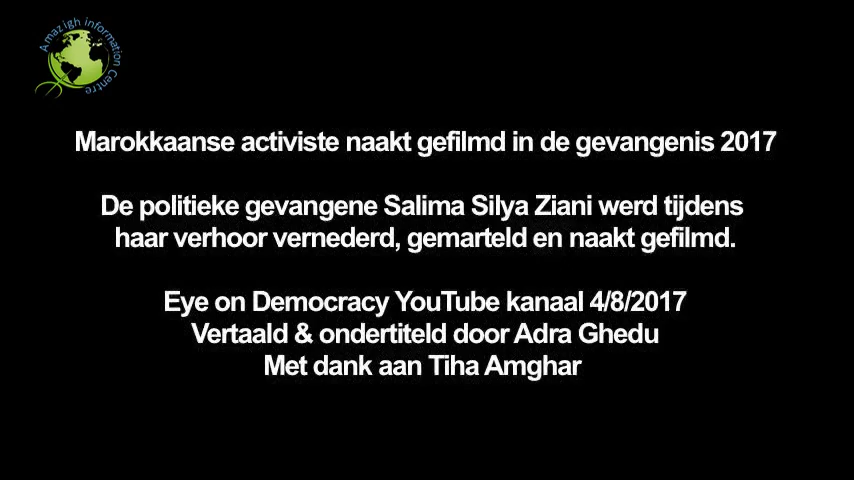 Amazigh information Centre
Marokkaanse activiste naakt gefilmd in de gevangenis 2017
De politieke gevangene Salima Silya Ziani werd tijdens
haar verhoor vernederd, gemarteld en naakt gefilmd.
Eye on Democracy YouTube kanaal 4/8/2017
Vertaald & ondertiteld door Adra Ghedu
Met dank aan Tiha Amghar